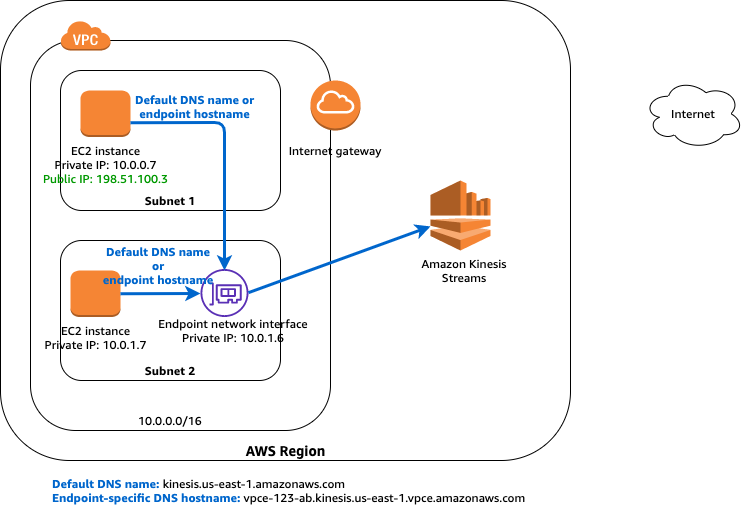 VPC
Default DNS name or
endpoint hostname
EC2 instance
Private IP: 10.0.0.7
Public IP: 198.51.100.3
Subnet 1
Internet gateway
Internet
Default DNS name
or
endpoint hostname
EC2 instance
Private IP: 10.0.1.7
Endpoint network interface
Private IP: 10.0.1.6
Subnet 2
Amazon Kinesis
Streams
10.0.0.0/16
AWS Region
Default DNS name: kinesis.us-east-1.amazonaws.com
Endpoint-specific DNS hostname: vpce-123-ab.kinesis.us-east-1.vpce.amazonaws.com